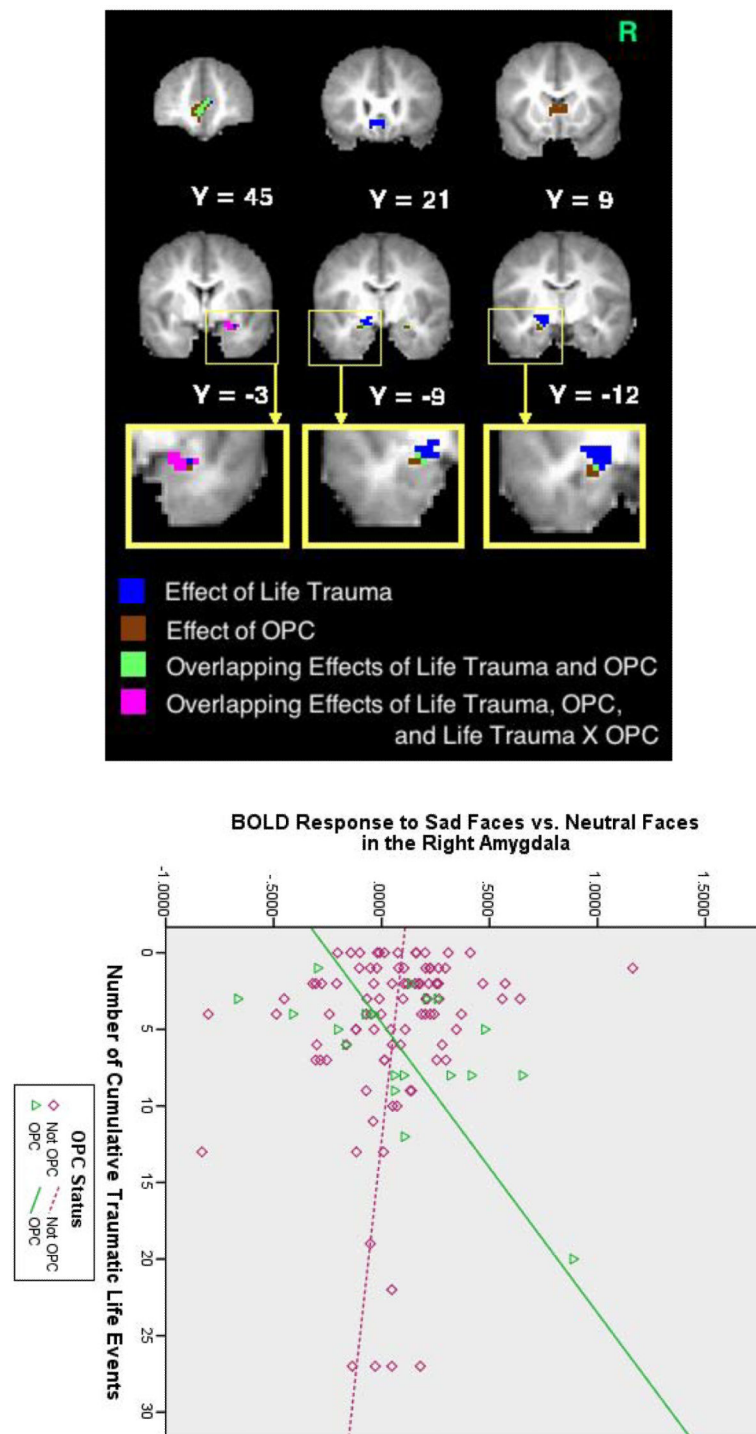 R
Y = 45
Y = 21
Y = 9
Y = -3
Y = -9
Y = -12
Effect of Life Trauma
Effect of OPC
Overlapping Effects of Life Trauma and OPC
Overlapping Effects of Life Trauma, OPC,
and Life Trauma X OPC
BOLD Response to Sad Faces vs. Neutral Faces
in the Right Amygdala
-1.0000
-.5000
.0000
.5000
1.0000
1.5000
0
5
10
15
20
25
30
Number of Cumulative Traumatic Life Events
OPC Status
Not OPC
OPC
Not OPC
OPC